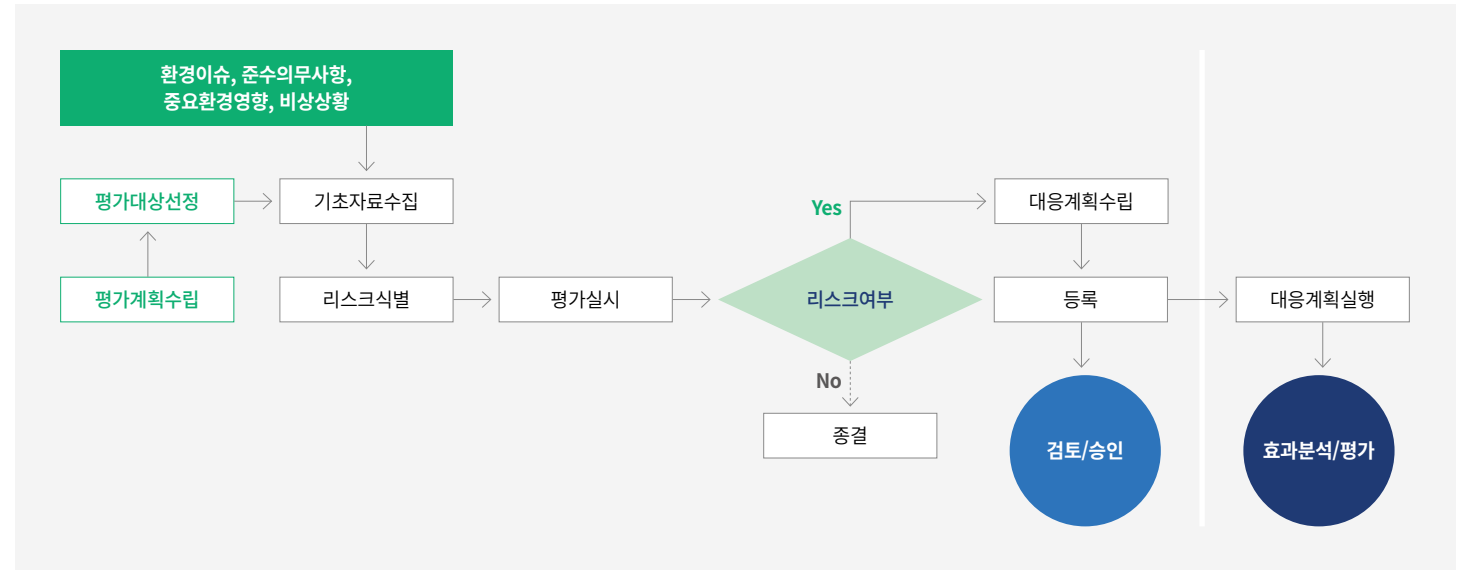 환경이슈, 준수의무사항,
중요환경영향, 비상상황
평가대상선정
기초자료수집
Yes
대응계획수립
평가계획수립
리스크식별
평가실시
리스크여부
등록
대응계획실행
No
종결
검토/승인
효과분석/평가